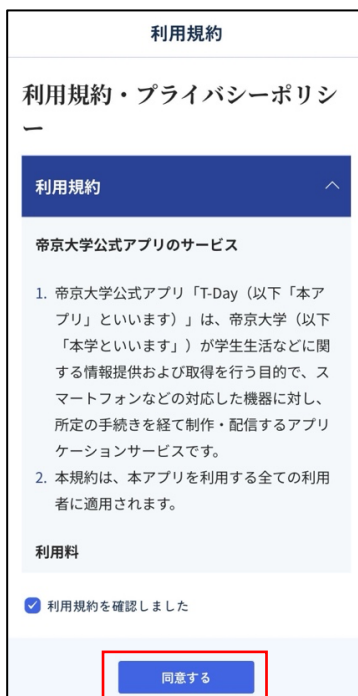 利用規約
利用規約・プライバシーポリシ
ー
利用規約
帝京大学公式アプリのサービス
1. 帝京大学公式アプリ「T-Day（以下「本ア
プリ」といいます）」は、帝京大学（以下
「本学といいます」）が学生生活などに関
する情報提供および取得を行う目的で、ス
マートフォンなどの対応した機器に対し、
所定の手続きを経て制作・配信するアプリ
ケーションサービスです。
2. 本規約は、本アプリを利用する全ての利用
者に適用されます。
利用料
利用規約を確認しました
同意する